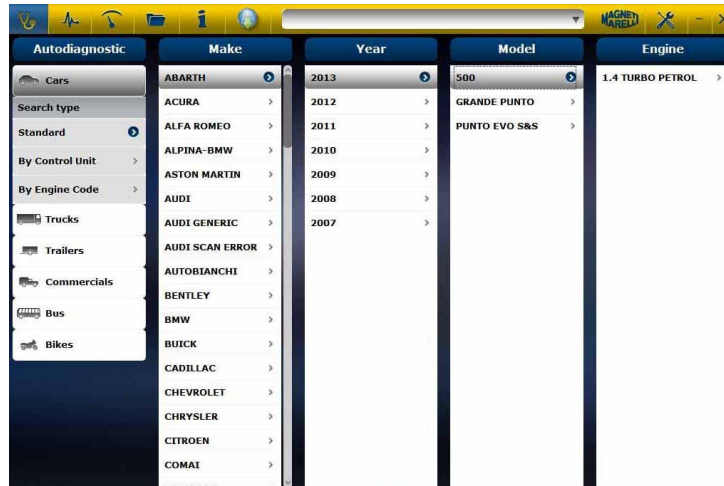 MAGNETI
MARELLI
Autodiagnostic
Cars
Search type
Standard
By Control Unit
By Engine Code
Trucks
Trailers
Commercials
Bus
Bikes
Make
ABARTH
ACURA
ALFA ROMEO
ALPINA-BMW
ASTON MARTIN
AUDI
AUDI GENERIC
AUDI SCAN ERROR
AUTOBIANCHI
BENTLEY
BMW
BUICK
CADILLAC
CHEVROLET
CHRYSLER
CITROEN
COMAI
Year
2013
2012
2011
2010
2009
2008
2007
Model
500
GRANDE PUNTO
PUNTO EVO S&S
Engine
1.4 TURBO PETROL